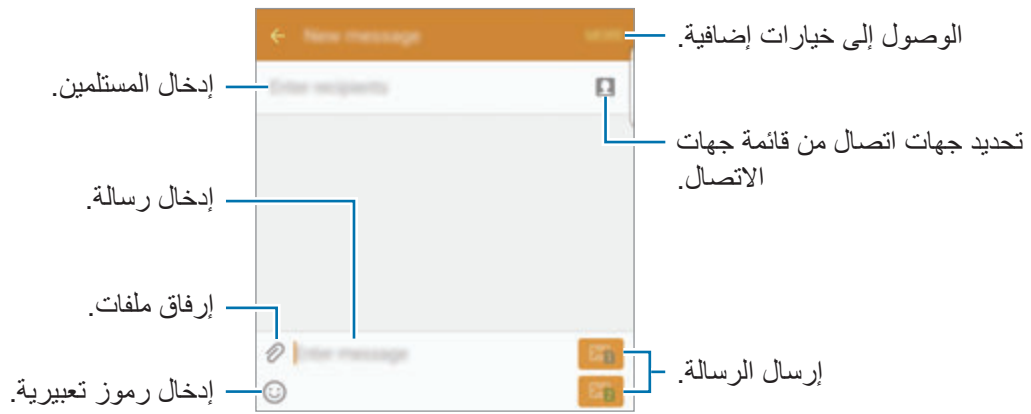 New message
الوصول إلى خيارات إضافية.
إدخال المستلمين.
Enter recipients
تحديد جهات اتصال من قائمة جهات
الاتصال.
إدخال رسالة.
إرفاق ملفات.
Enter message
إرسال الرسالة.
إدخال رموز تعبيرية.